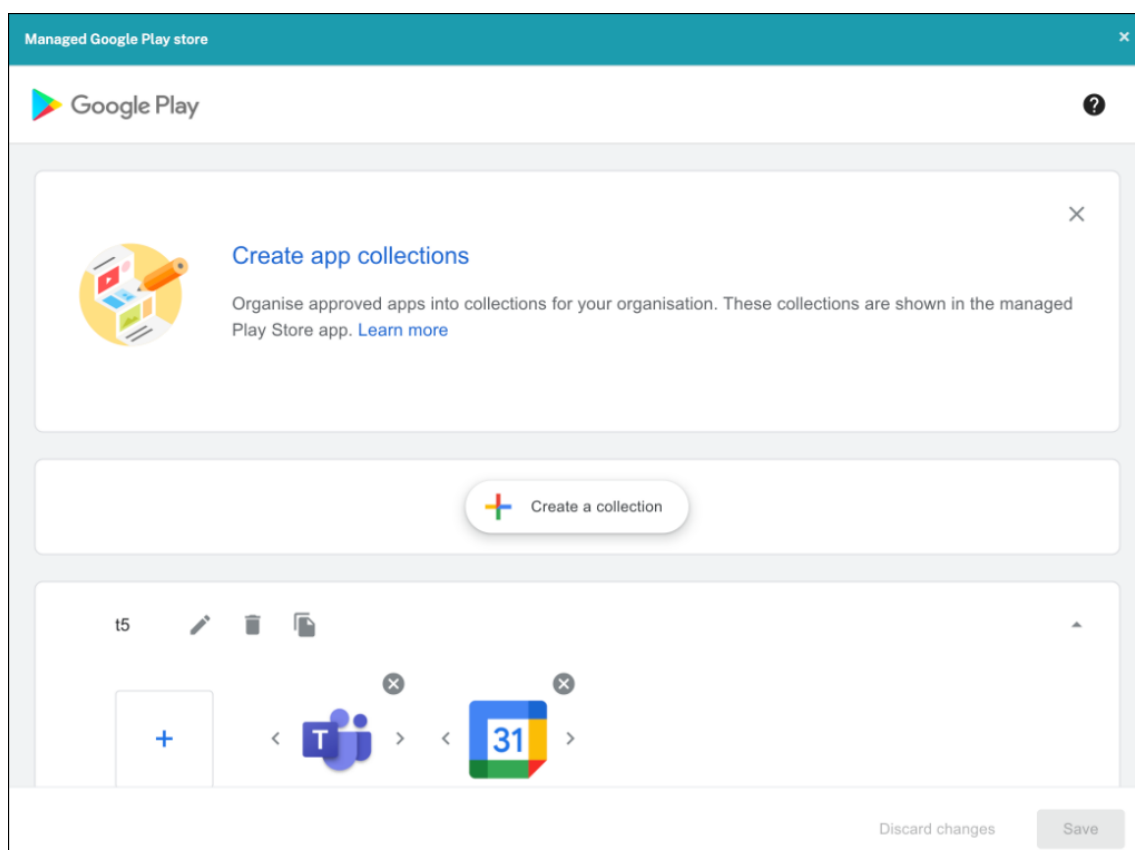 Managed Google Play store
Google Play
Create app collections
Organise approved apps into collections for your organisation. These collections are shown in the managed
Play Store app. Learn more
Create a collection
t5
T
31
Discard changes
Save